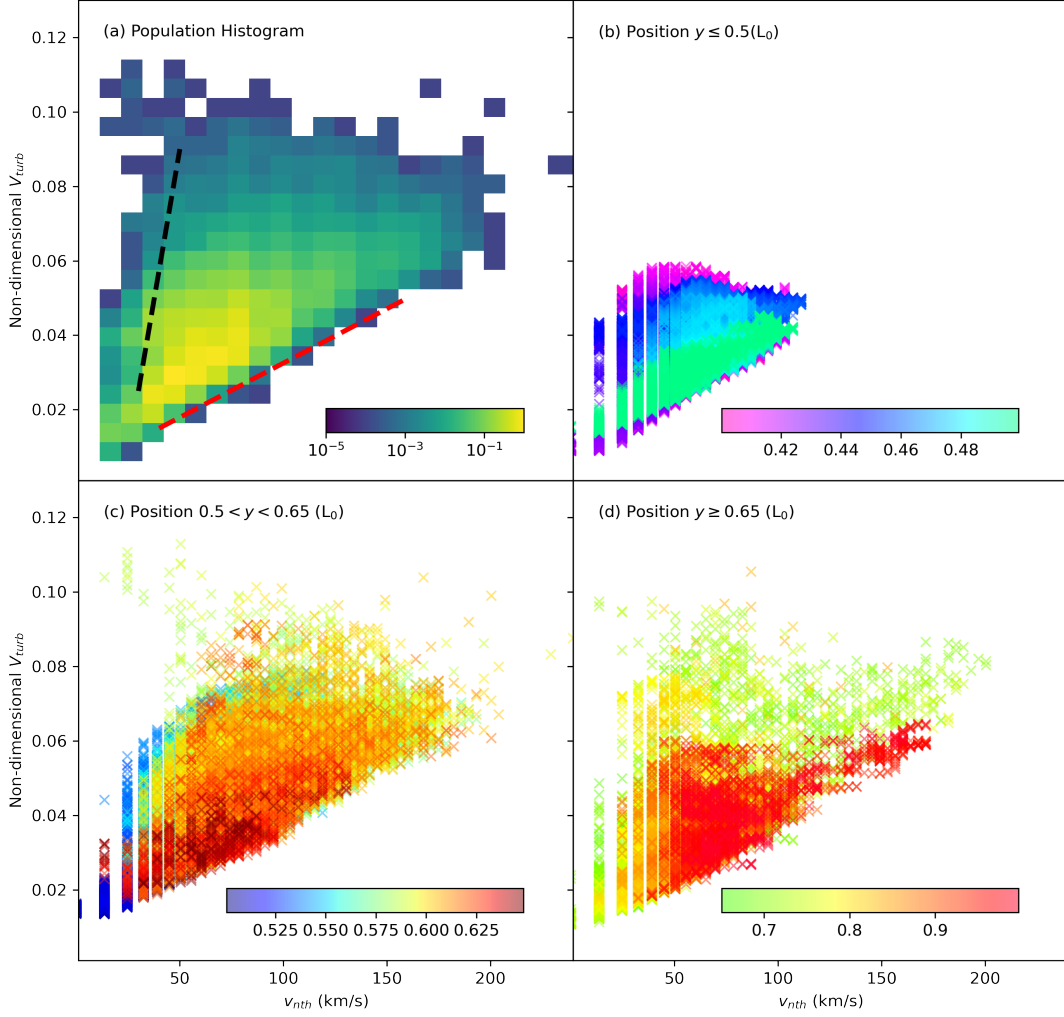 (a) Population Histogram
(b) Position y ≤ 0.5(L₀)
0.12
0.10
0.08
0.06
0.04
0.02
Non-dimensional V_turb
10⁻⁵ 10⁻³ 10⁻¹
0.42 0.44 0.46 0.48
(c) Position 0.5 < y < 0.65 (L₀)
(d) Position y ≥ 0.65 (L₀)
0.12
0.10
0.08
0.06
0.04
0.02
Non-dimensional V_turb
0.525 0.550 0.575 0.600 0.625
0.7 0.8 0.9
50 100 150 200
50 100 150 200
v_nth (km/s)
v_nth (km/s)